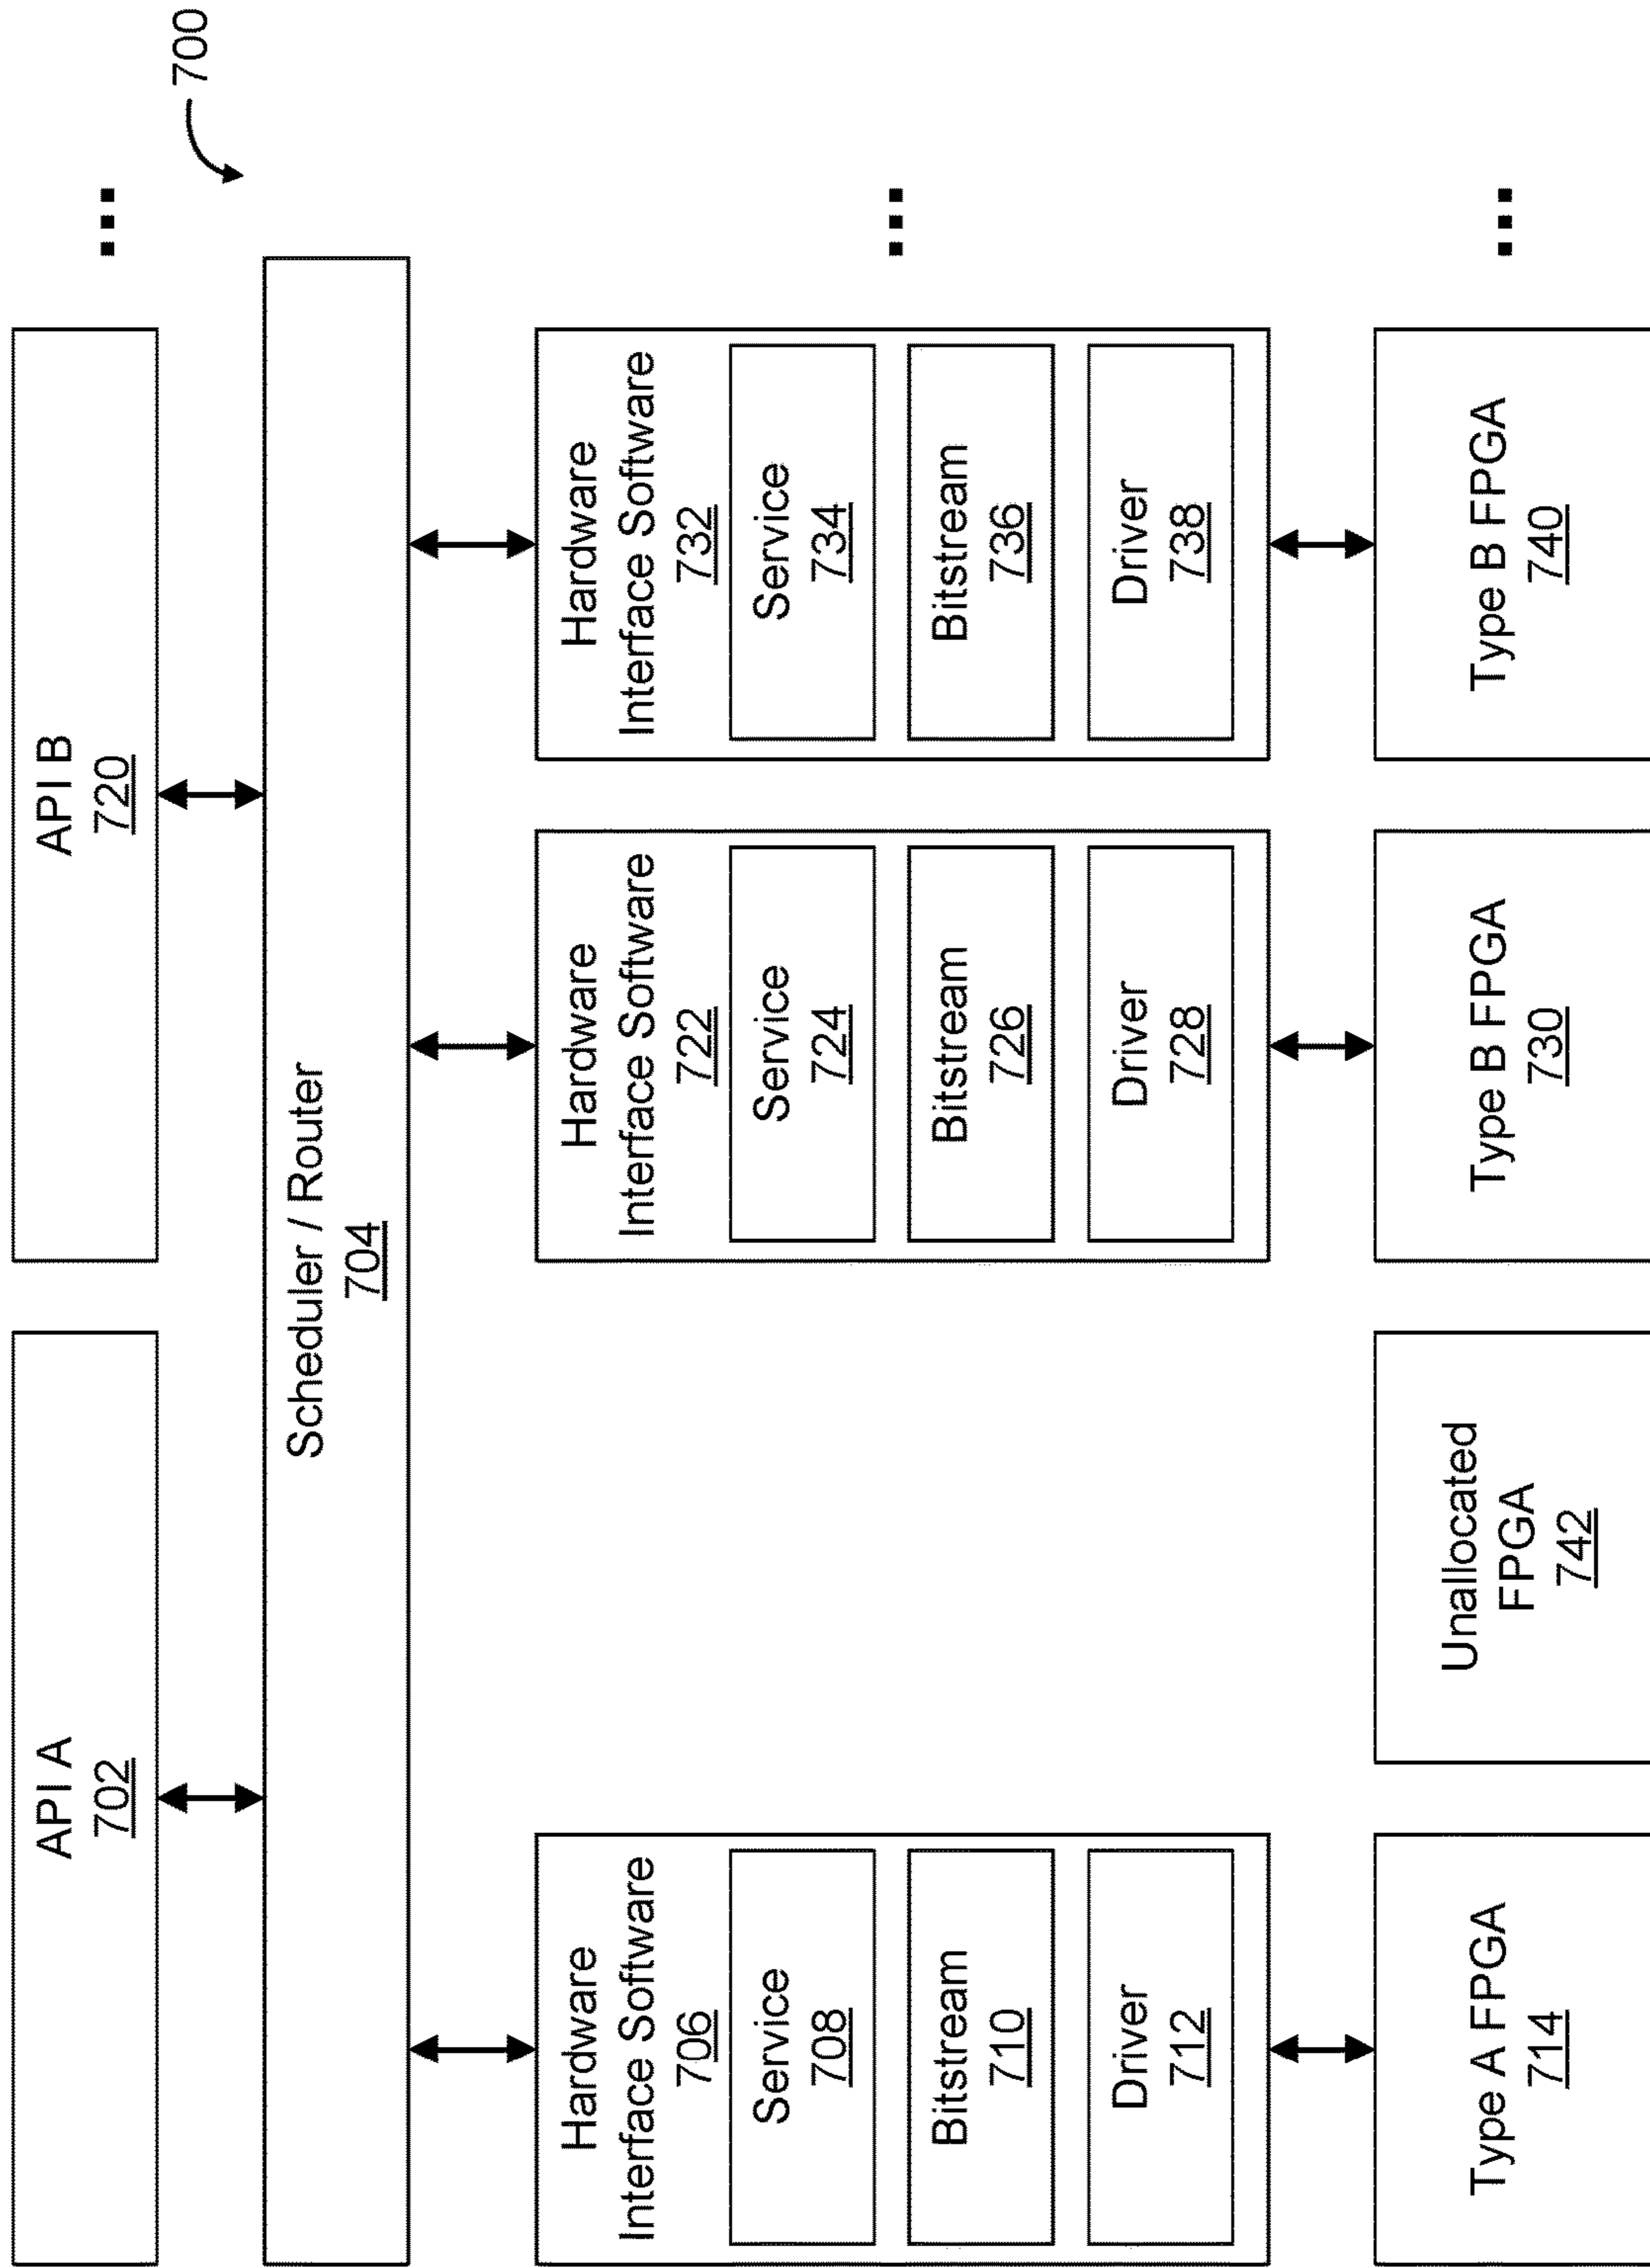 700
API A
702
API B
720
...
Scheduler / Router
704
Hardware
Interface Software
706
Service
708
Bitstream
710
Driver
712
Hardware
Interface Software
722
Service
724
Bitstream
726
Driver
728
Hardware
Interface Software
732
Service
734
Bitstream
736
Driver
738
...
Type A FPGA
714
Unallocated
FPGA
742
Type B FPGA
730
Type B FPGA
740
...